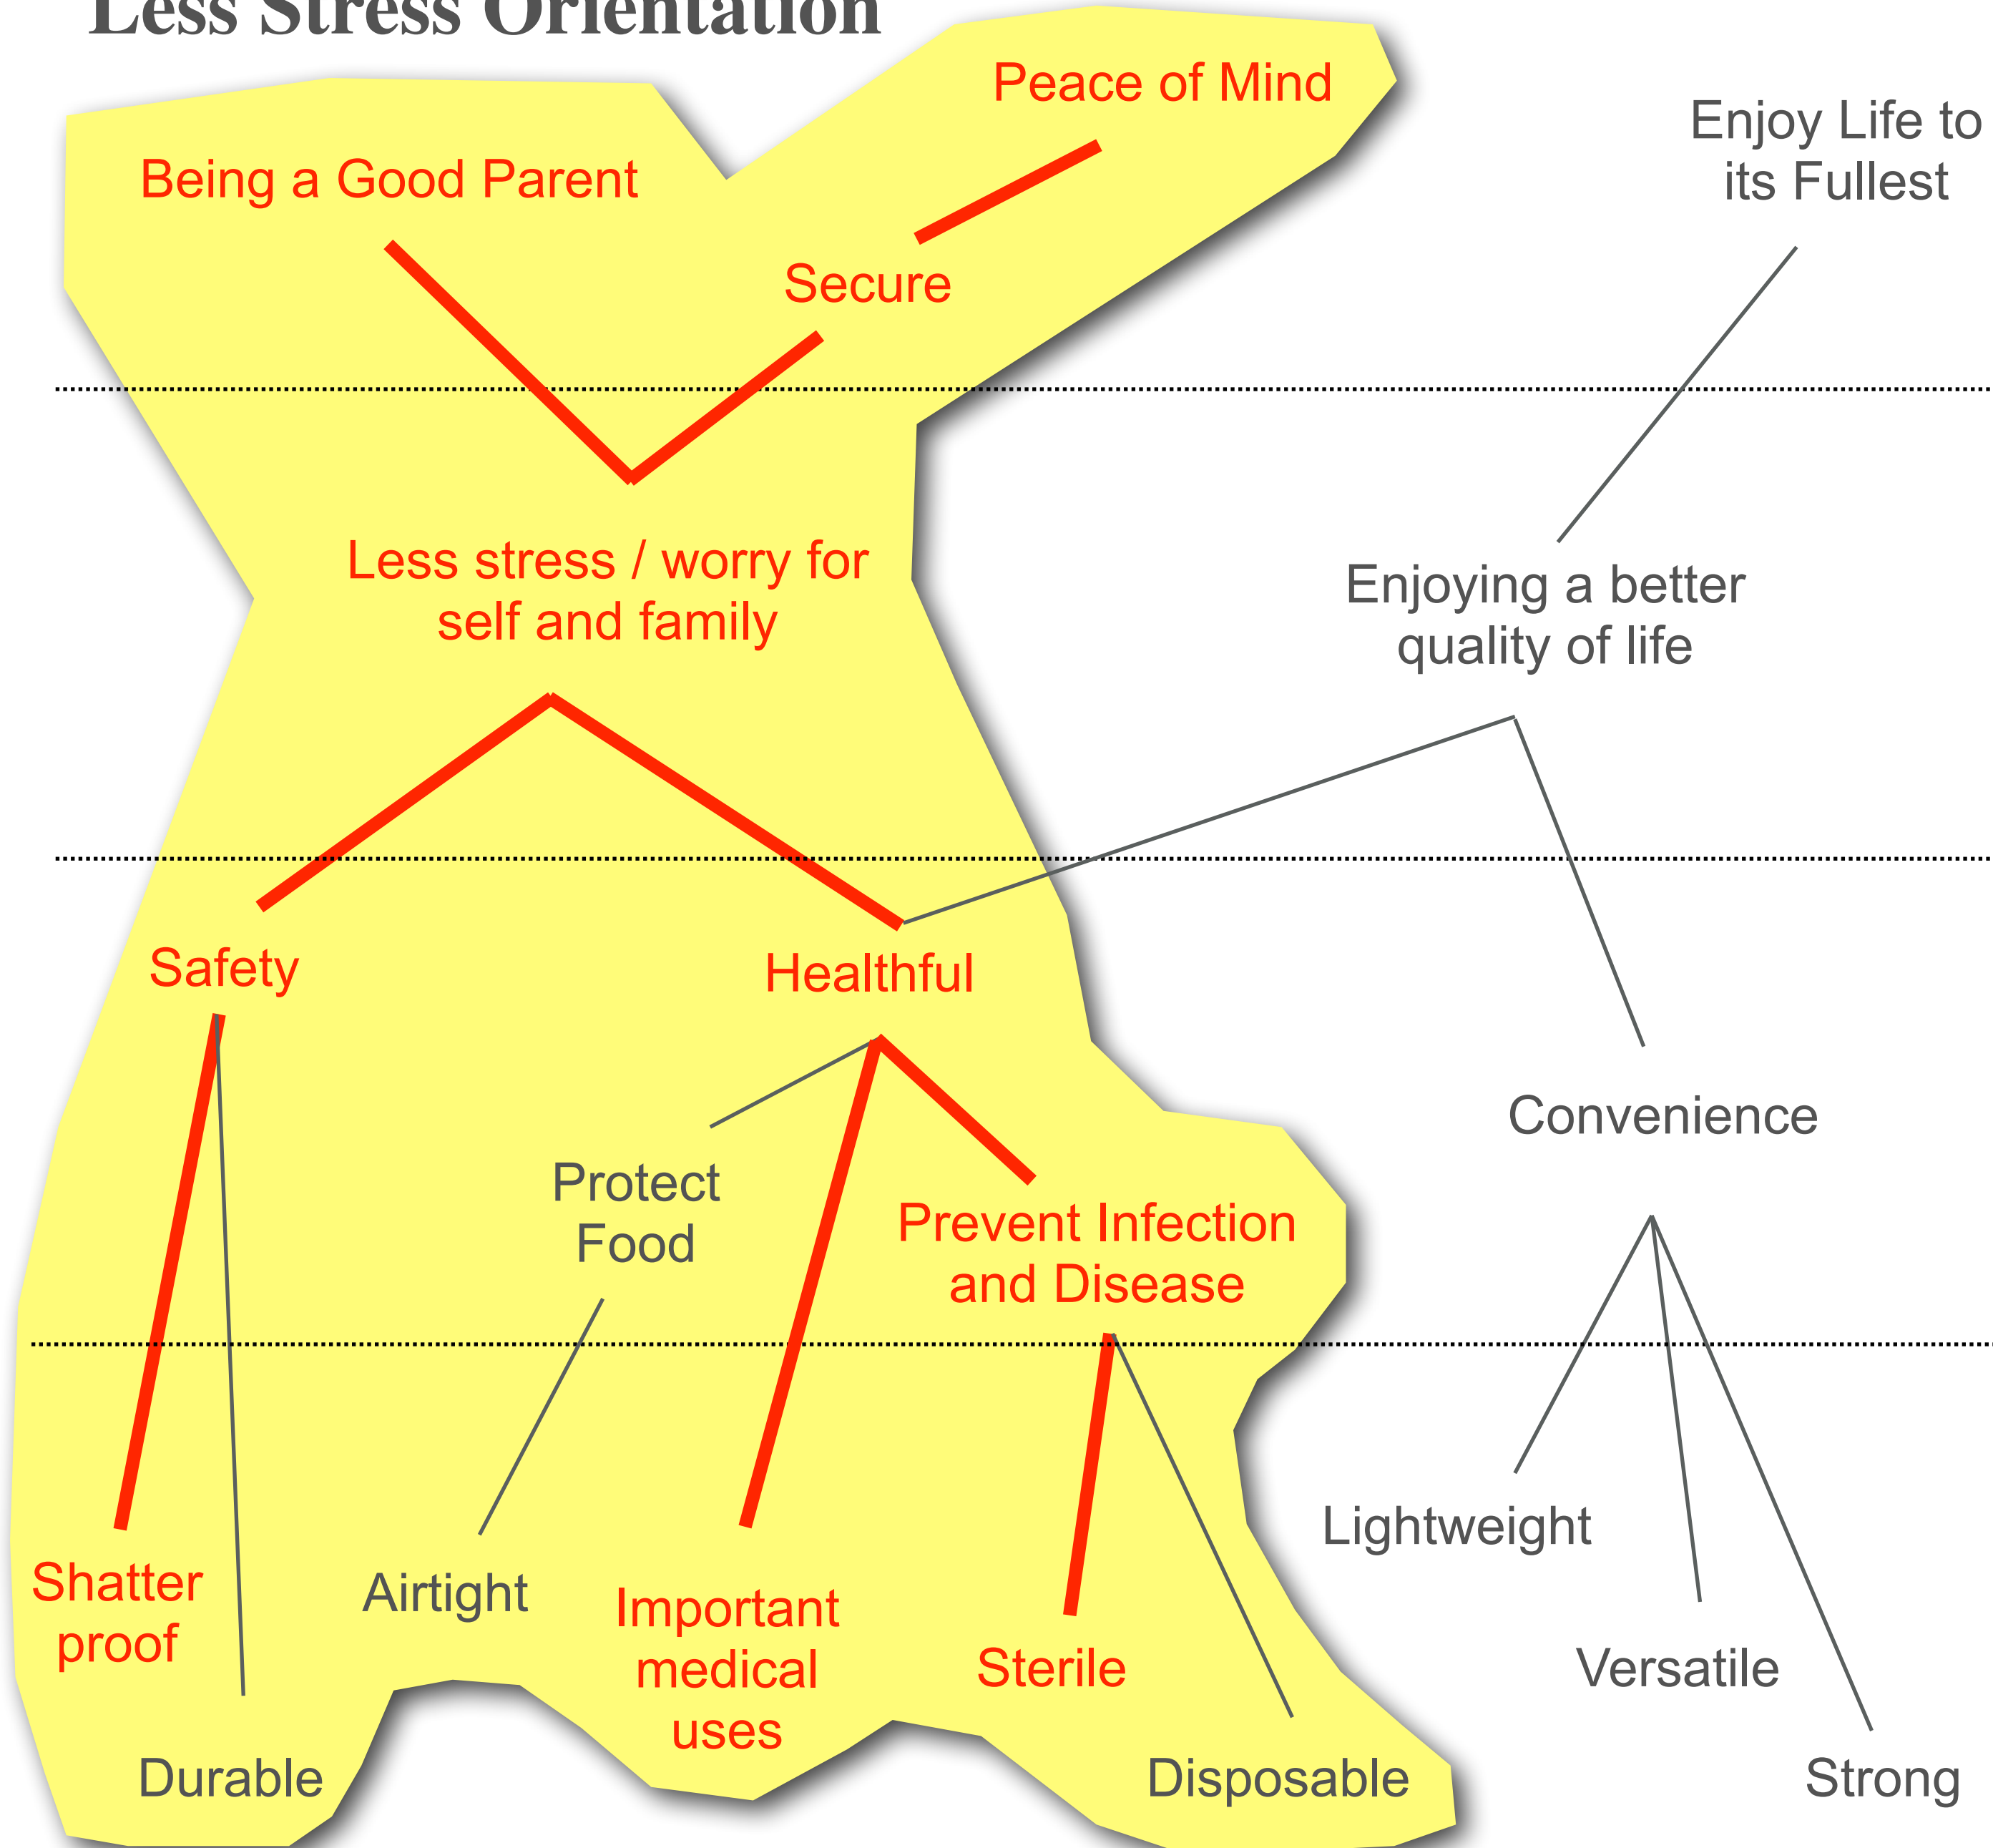 Less Stress Orientation
Peace of Mind
Enjoy Life to
its Fullest
Being a Good Parent
Secure
Less stress / worry for
self and family
Enjoying a better
quality of life
Safety
Healthful
Convenience
Protect
Food
Prevent Infection
and Disease
Lightweight
Shatter
proof
Airtight
Important
medical
uses
Sterile
Versatile
Durable
Disposable
Strong